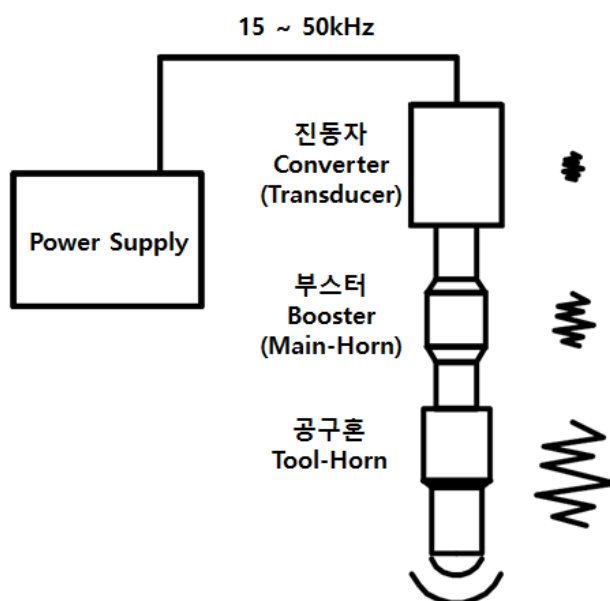 15 ~ 50kHz
진동자
Converter
(Transducer)
Power Supply
부스터
Booster
(Main-Horn)
공구혼
Tool-Horn